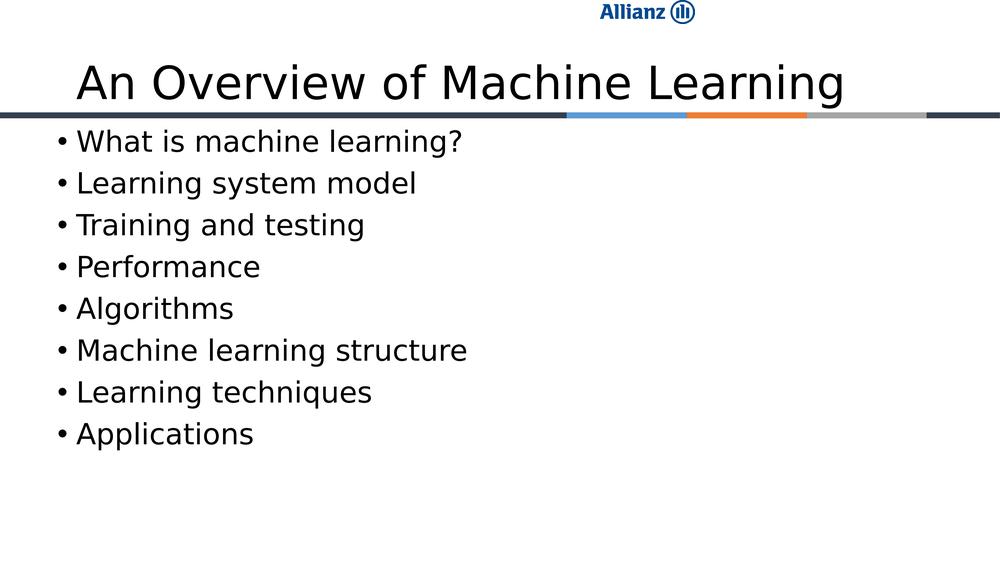 Allianz
An Overview of Machine Learning
• What is machine learning?
• Learning system model
• Training and testing
• Performance
• Algorithms
• Machine learning structure
• Learning techniques
• Applications